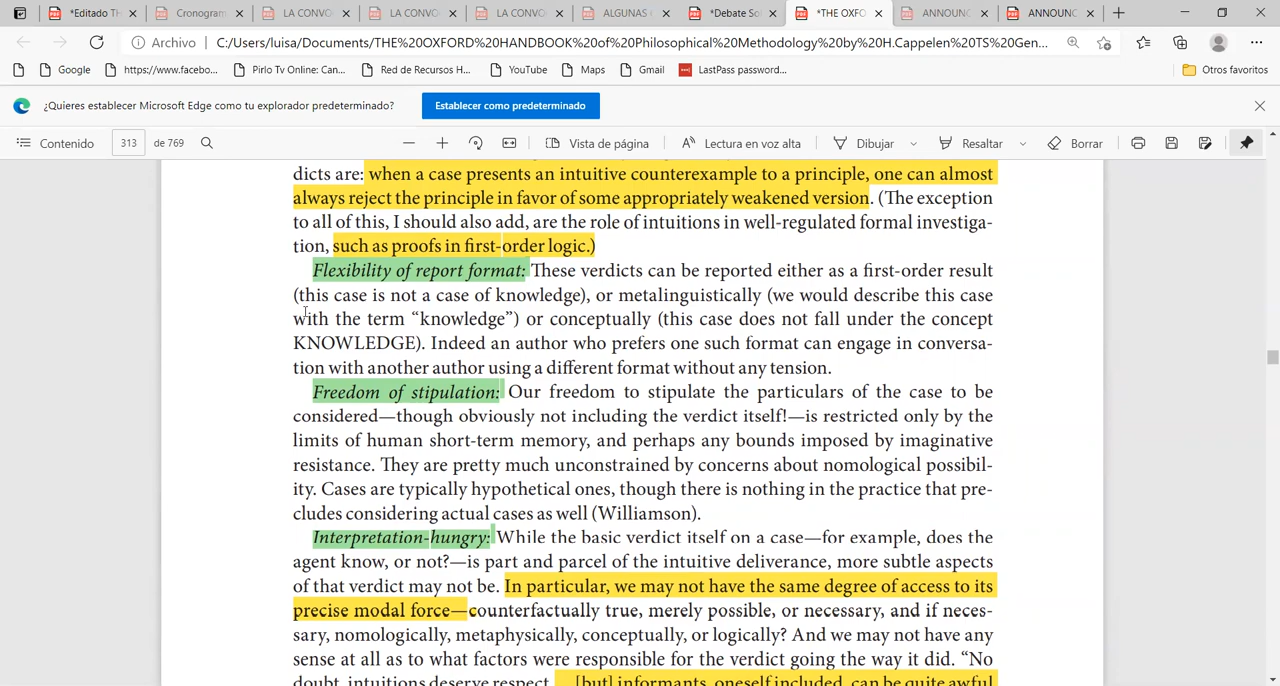 *Editado TH
Cronogram
LA CONVO
LA CONVO
LA CONVO
ALGUNAS
*Debate So
*THE OXFO
ANNOUNC
ANNOUNC
Archivo | C:/Users/luisa/Documents/THE%20OXFORD%20HANDBOOK%20of%20Philosophical%20Methodology%20by%20H.Cappelen%20TS%20Gen...
Google
https://www.facebo...
Pirlo Tv Online: Can...
Red de Recursos H...
YouTube
Maps
Gmail
LastPass password...
Otros favoritos
¿Quieres establecer Microsoft Edge como tu explorador predeterminado?
Establecer como predeterminado
Contenido
313 de 769
Vista de página
Lectura en voz alta
Dibujar
Resaltar
Borrar
dicts are: when a case presents an intuitive counterexample to a principle, one can almost
always reject the principle in favor of some appropriately weakened version. (The exception
to all of this, I should also add, are the role of intuitions in well-regulated formal investiga-
tion, such as proofs in first-order logic.)
Flexibility of report format: These verdicts can be reported either as a first-order result
(this case is not a case of knowledge), or metalinguistically (we would describe this case
with the term “knowledge”) or conceptually (this case does not fall under the concept
KNOWLEDGE). Indeed an author who prefers one such format can engage in conversa-
tion with another author using a different format without any tension.
Freedom of stipulation: Our freedom to stipulate the particulars of the case to be
considered—though obviously not including the verdict itself!—is restricted only by the
limits of human short-term memory, and perhaps any bounds imposed by imaginative
resistance. They are pretty much unconstrained by concerns about nomological possibil-
ity. Cases are typically hypothetical ones, though there is nothing in the practice that pre-
cludes considering actual cases as well (Williamson).
Interpretation-hungry: While the basic verdict itself on a case—for example, does the
agent know, or not?—is part and parcel of the intuitive deliverance, more subtle aspects
of that verdict may not be. In particular, we may not have the same degree of access to its
precise modal force—counterfactually true, merely possible, or necessary, and if neces-
sary, nomologically, metaphysically, conceptually, or logically? And we may not have any
sense at all as to what factors were responsible for the verdict going the way it did. “No
doubt, intuitions deserve respect, ... [but] informants, oneself included, can be quite awful